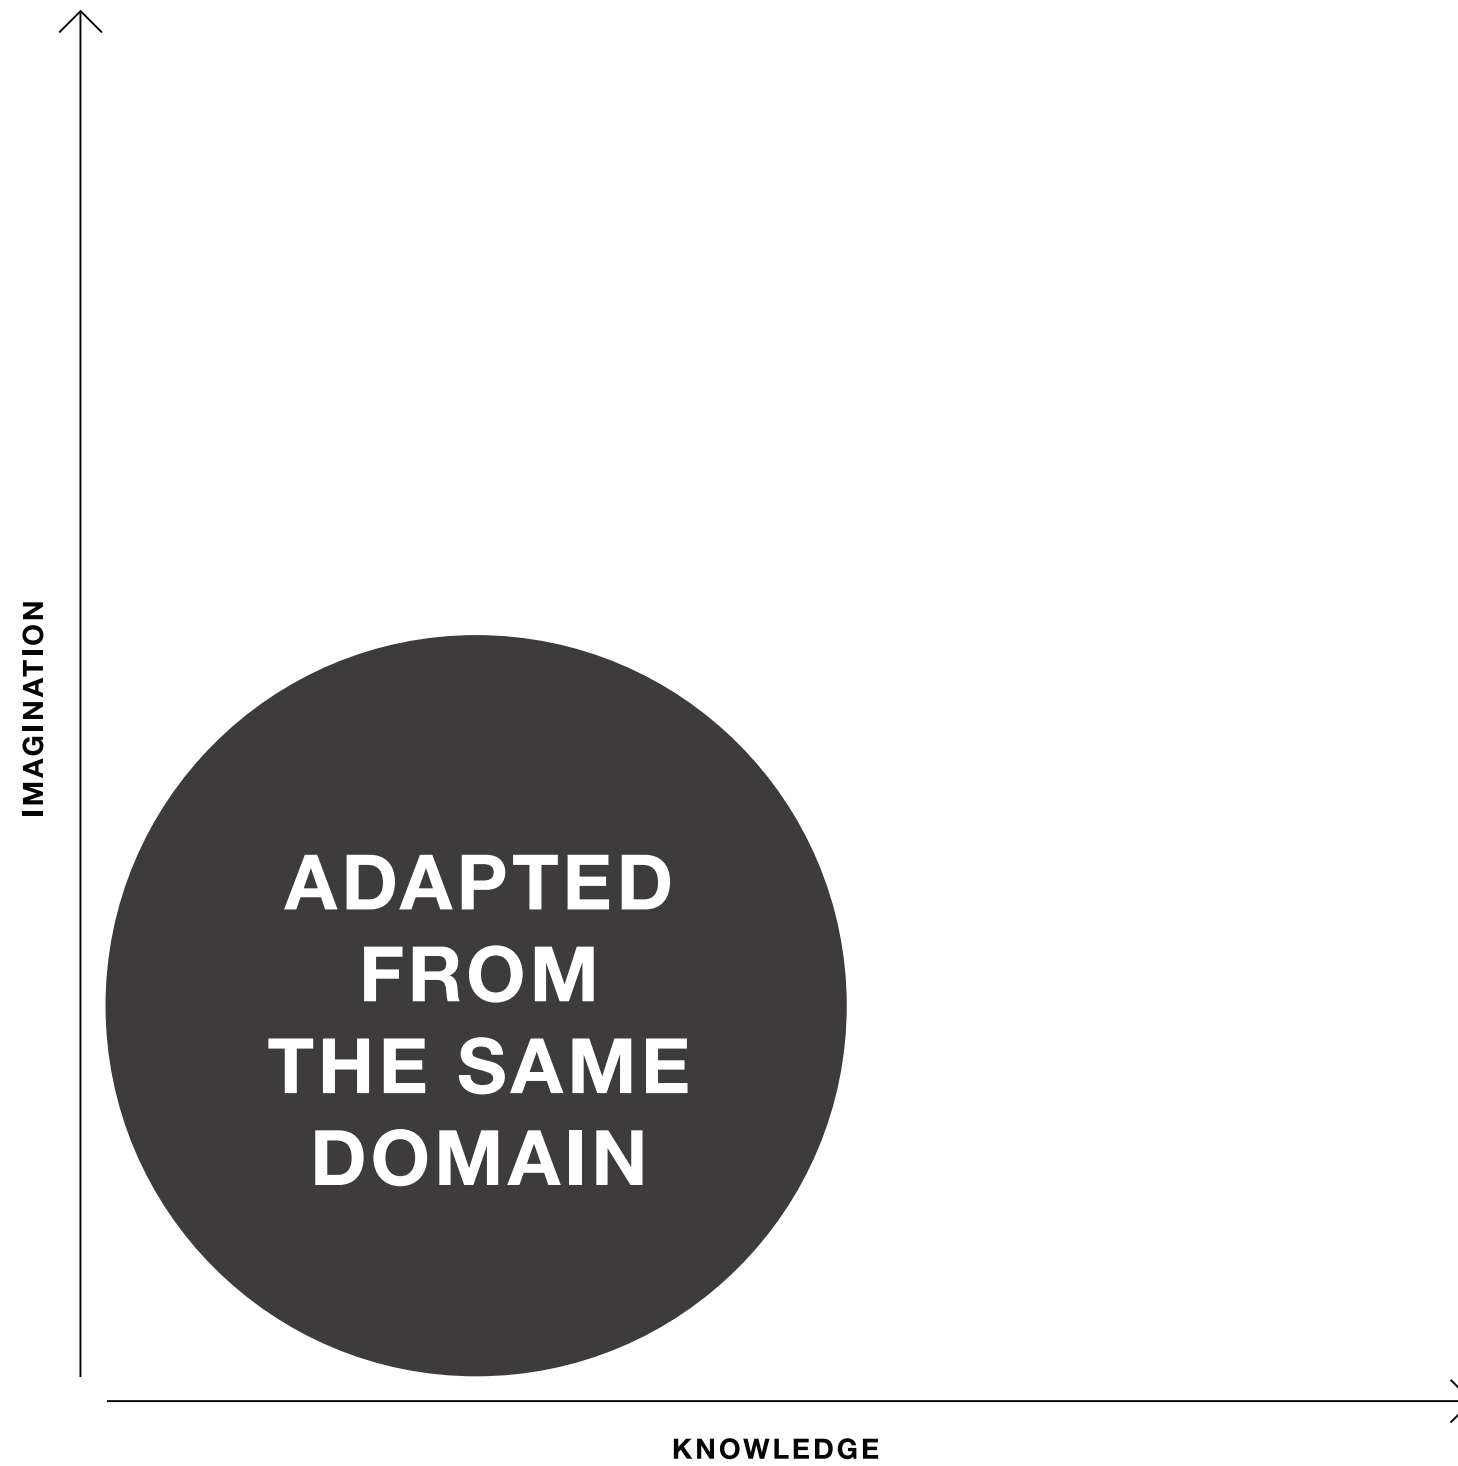 IMAGINATION
ADAPTED
FROM
THE SAME
DOMAIN
KNOWLEDGE